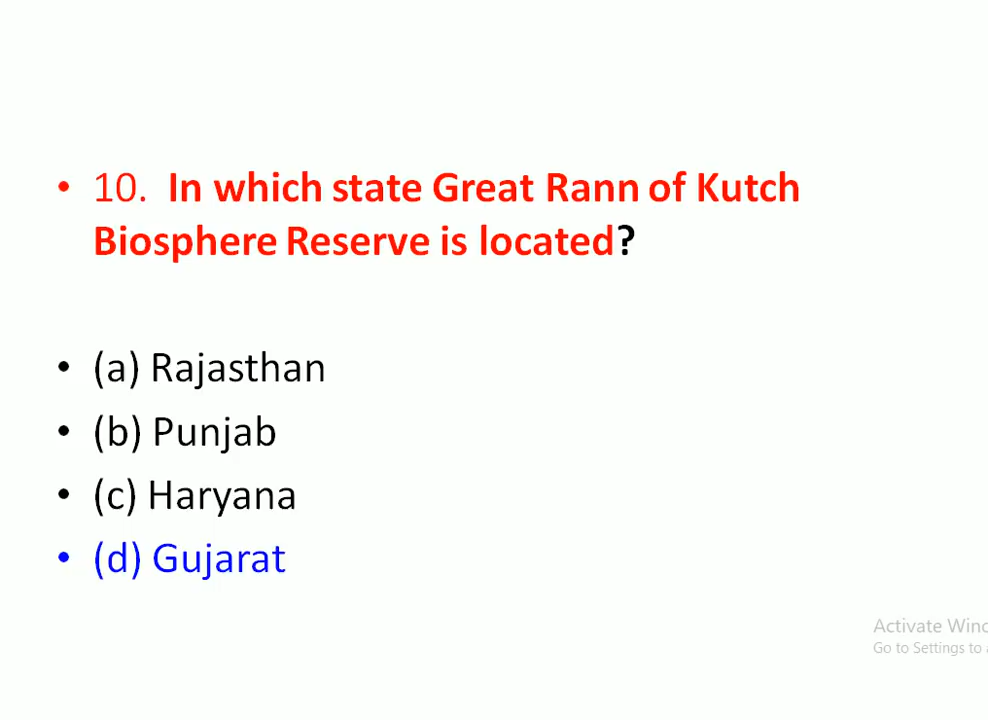 • 10. In which state Great Rann of Kutch
Biosphere Reserve is located?
• (a) Rajasthan
• (b) Punjab
• (c) Haryana
• (d) Gujarat
Activate Winc
Go to Settings to a